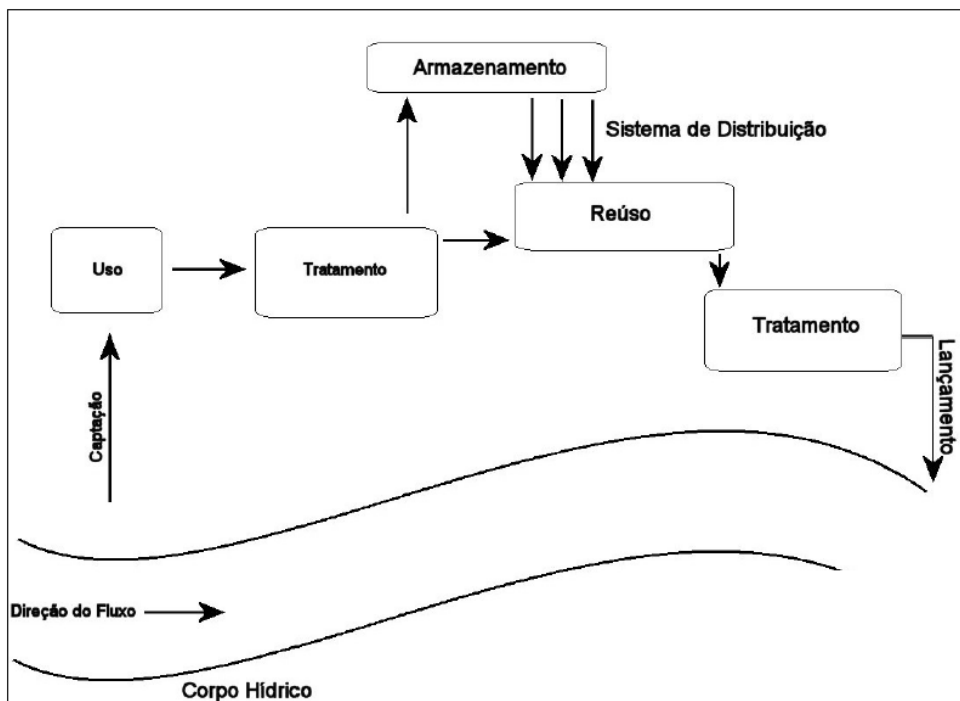 Armazenamento
Sistema de Distribuição
Reúso
Uso
Tratamento
Tratamento
Lançamento
Captação
Direção do Fluxo
Corpo Hídrico